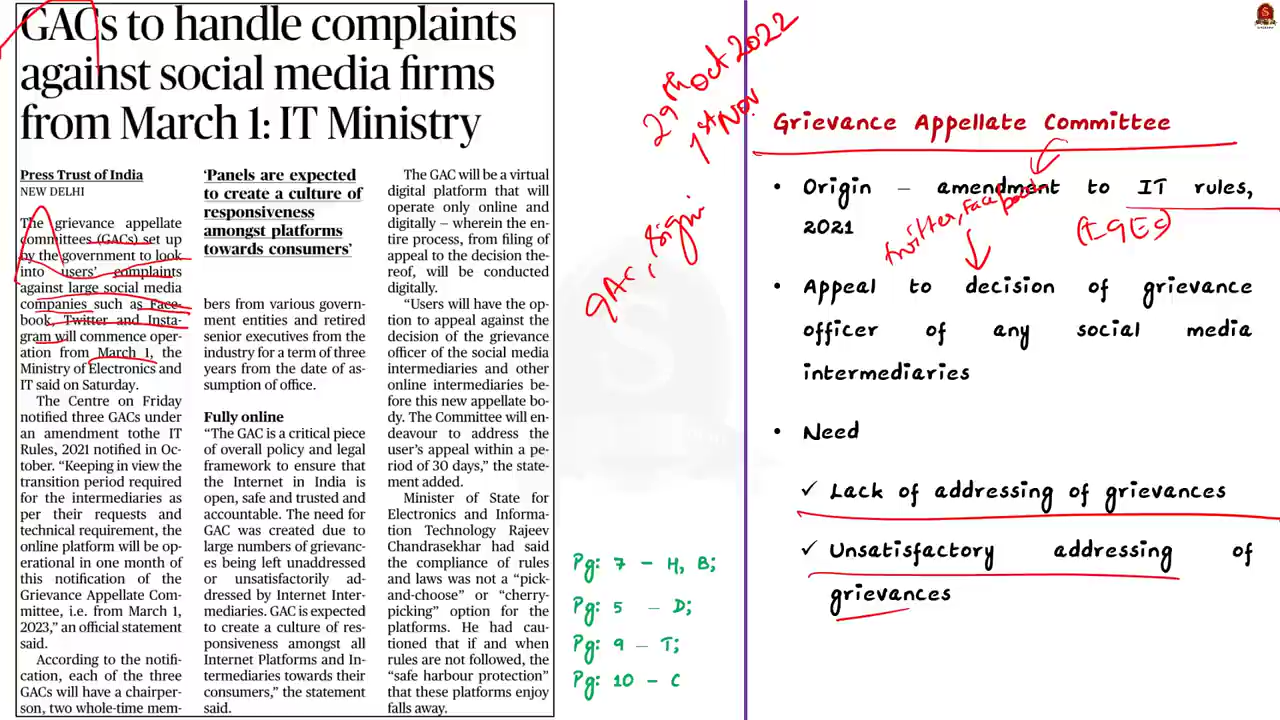 GACs to handle complaints
against social media firms
from March 1: IT Ministry
Press Trust of India
NEW DELHI
The grievance appellate
committees (GACs) set up
by the government to look
into users' complaints
against large social media
companies such as Face-
book, Twitter and Insta-
gram will commence oper-
ation from March 1, the
Ministry of Electronics and
IT said on Saturday.
The Centre on Friday
notified three GACs under
an amendment tothe IT
Rules, 2021 notified in Oc-
tober. “Keeping in view the
transition period required
for the intermediaries as
per their requests and
technical requirement, the
online platform will be op-
erational in one month of
this notification of the
Grievance Appellate Com-
mittee, i.e. from March 1,
2023,” an official statement
said.
According to the notifi-
cation, each of the three
GACs will have a chairper-
son, two whole-time mem-
‘Panels are expected
to create a culture of
responsiveness
amongst platforms
towards consumers’
bers from various govern-
ment entities and retired
senior executives from the
industry for a term of three
years from the date of as-
sumption of office.
Fully online
“The GAC is a critical piece
of overall policy and legal
framework to ensure that
the Internet in India is
open, safe and trusted and
accountable. The need for
GAC was created due to
large numbers of grievanc-
es being left unaddressed
or unsatisfactorily ad-
dressed by Internet Inter-
mediaries. GAC is expected
to create a culture of res-
ponsiveness amongst all
Internet Platforms and In-
termediaries towards their
consumers,” the statement
said.
The GAC will be a virtual
digital platform that will
operate only online and
digitally – wherein the en-
tire process, from filing of
appeal to the decision the-
reof, will be conducted
digitally.
“Users will have the op-
tion to appeal against the
decision of the grievance
officer of the social media
intermediaries and other
online intermediaries be-
fore this new appellate bo-
dy. The Committee will en-
deavour to address the
user's appeal within a pe-
riod of 30 days,” the state-
ment added.
Minister of State for
Electronics and Informa-
tion Technology Rajeev
Chandrasekhar had said
the compliance of rules
and laws was not a “pick-
and-choose” or “cherry-
picking” option for the
platforms. He had cau-
tioned that if and when
rules are not followed, the
“safe harbour protection”
that these platforms enjoy
falls away.
29th Oct 2022
1st Nov
GAC,
Pg: 7 – H, B;
Pg: 5 – D;
Pg: 9 – T;
Pg: 10 – C
Grievance Appellate Committee
• Origin – amendment to IT rules,
2021
twitter, Facebook
• Appeal to decision of grievance
officer of any social media
intermediaries
• Need
✓ Lack of addressing of grievances
✓ Unsatisfactory addressing of
grievances